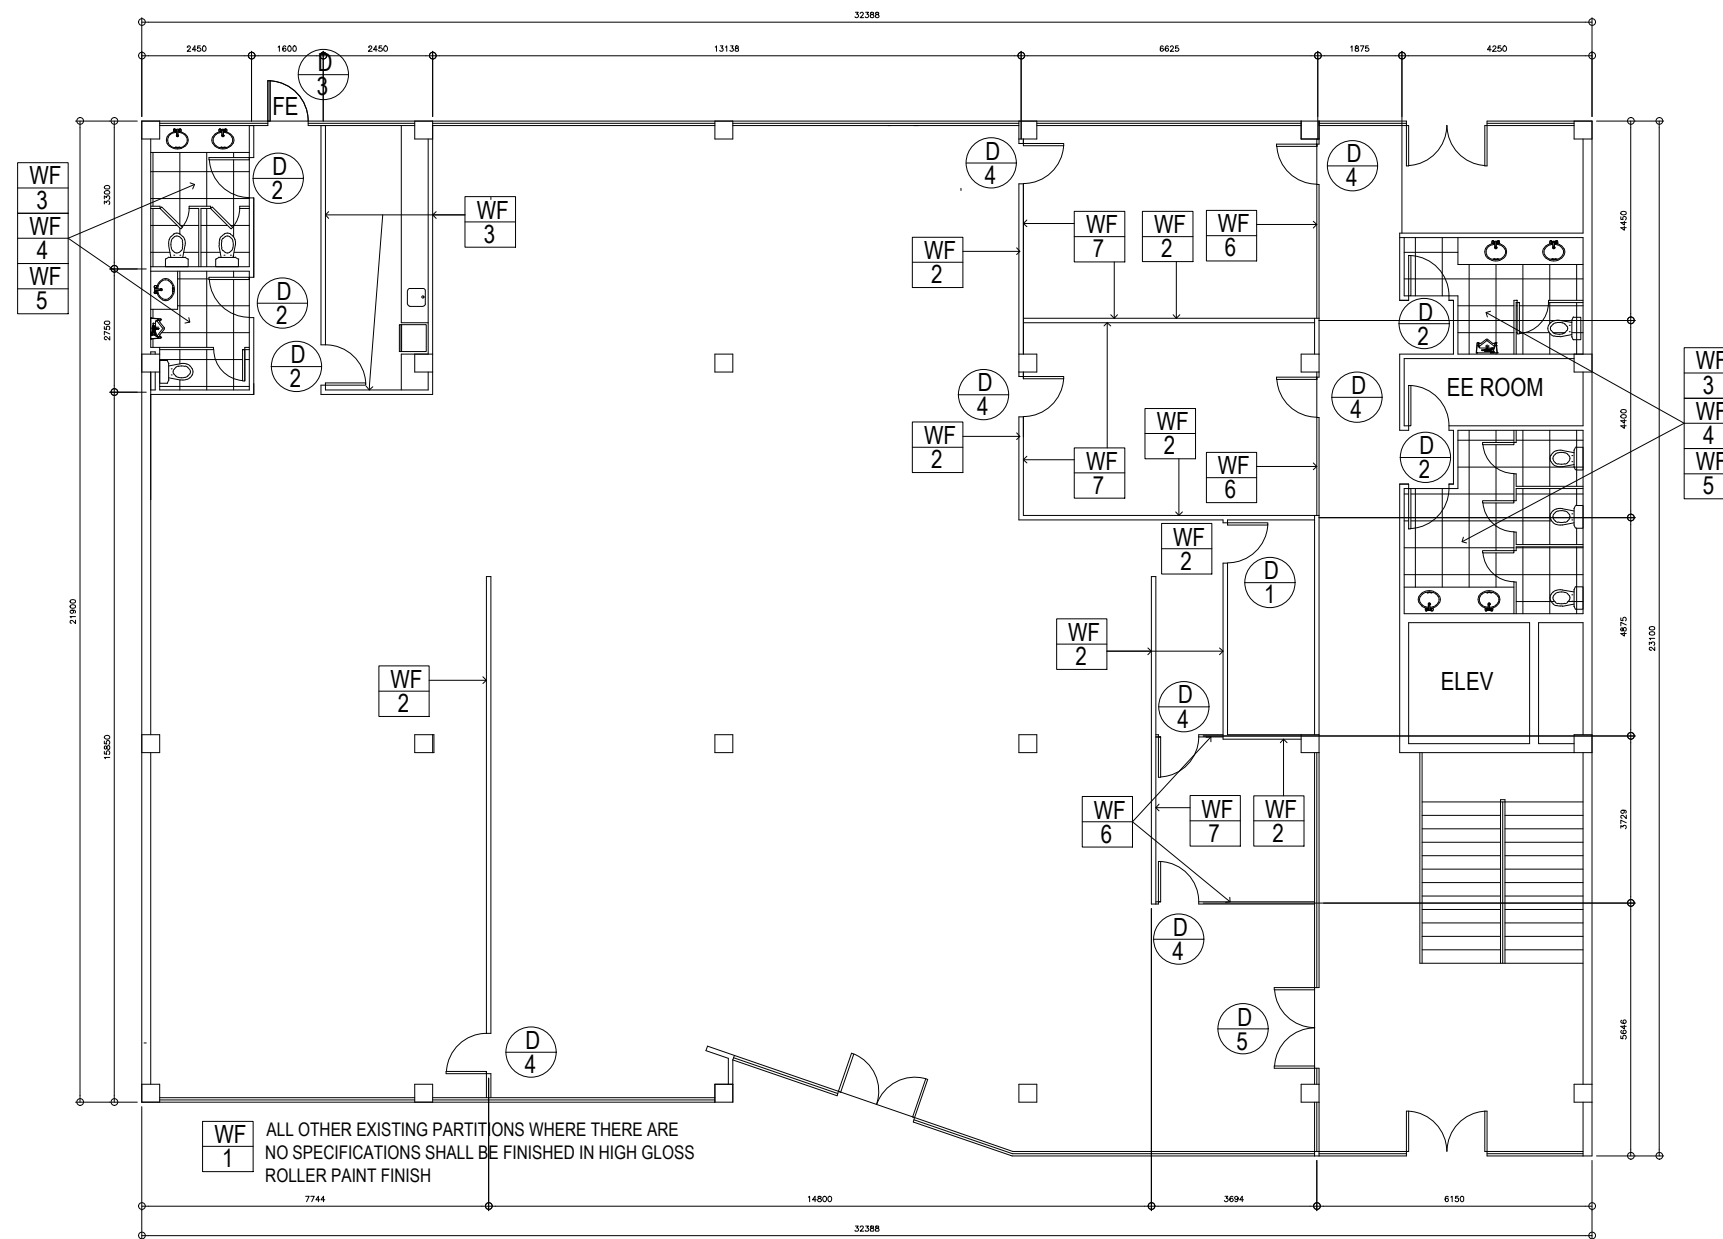 32388
2450
1600
2450
13138
6625
1875
4250
D
3
FE
D
4
D
4
D
2
WF
3
WF
4
WF
5
3300
WF
3
WF
7
WF
2
WF
6
WF
2
4450
D
2
D
2
2750
D
2
WF
3
WF
4
WF
5
D
2
D
4
D
4
EE ROOM
4400
WF
2
WF
2
WF
7
WF
6
D
2
WF
2
D
1
21900
4875
23100
WF
2
WF
2
D
4
ELEV
15850
WF
6
WF
7
WF
2
3729
D
4
D
5
5646
D
4
WF
1
ALL OTHER EXISTING PARTITIONS WHERE THERE ARE
NO SPECIFICATIONS SHALL BE FINISHED IN HIGH GLOSS
ROLLER PAINT FINISH
7744
14800
3694
6150
32388